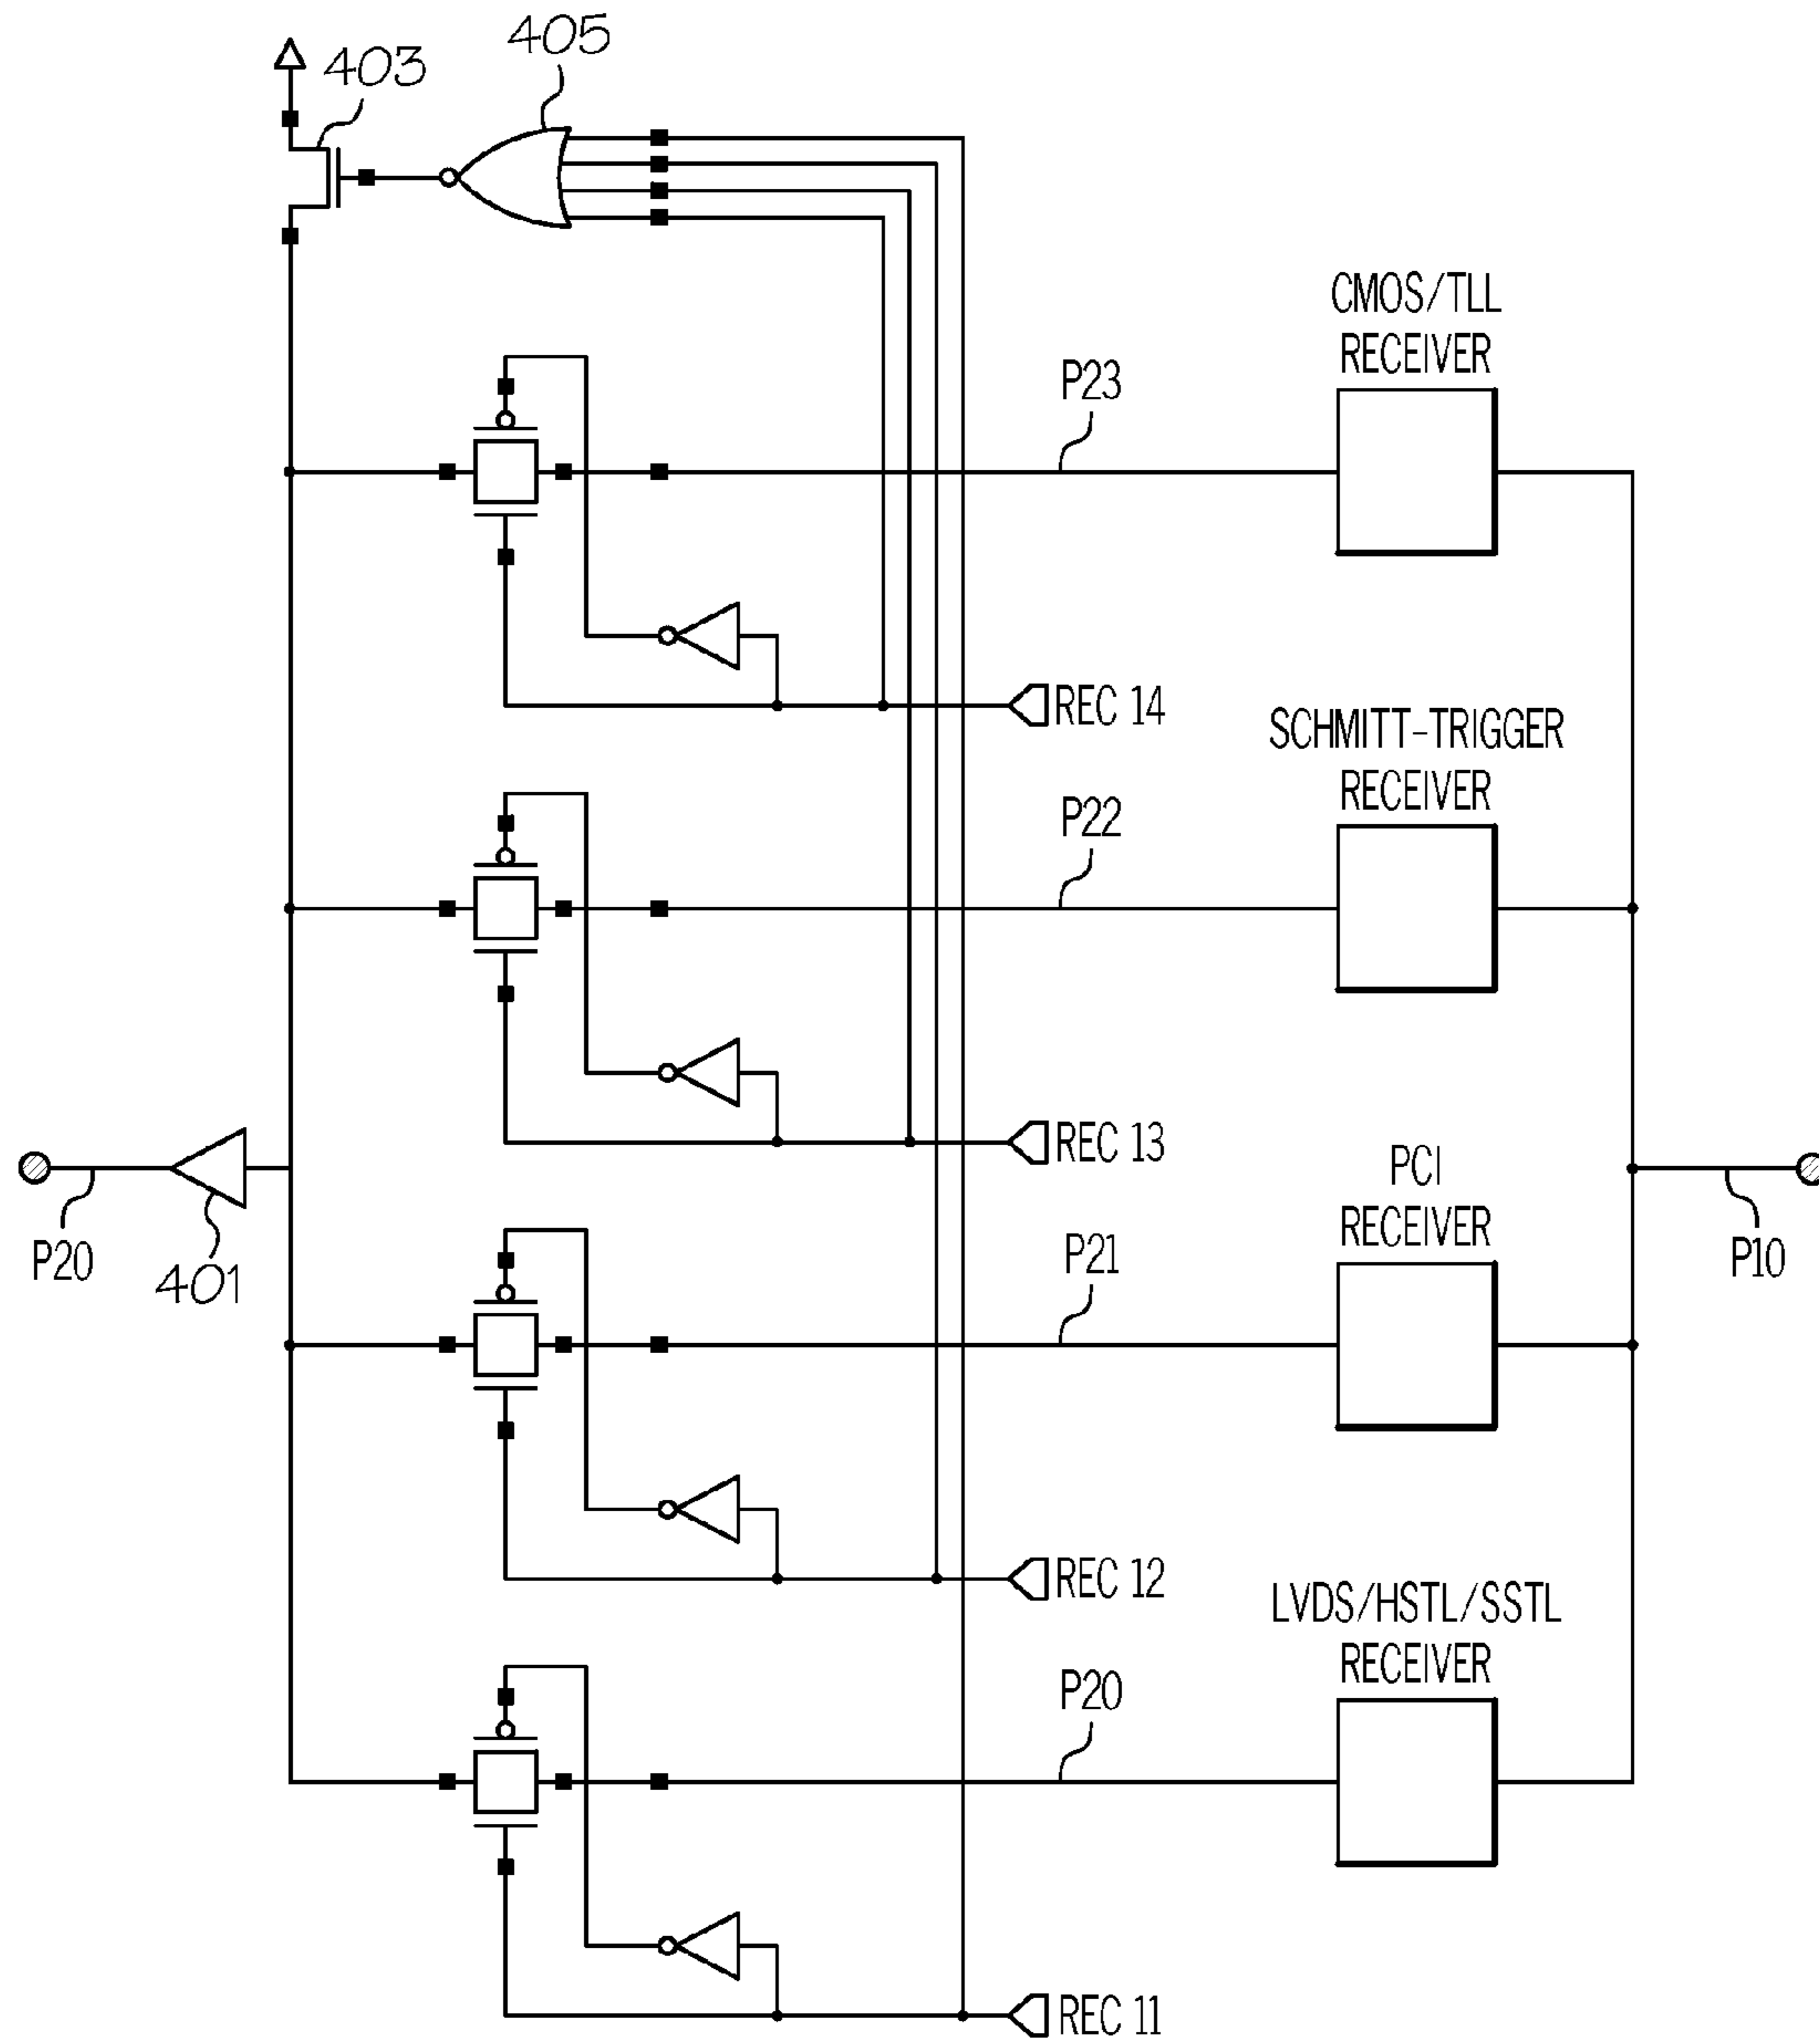 405
403
CMOS/TLL
RECEIVER
P23
REC 14
SCHMITT-TRIGGER
RECEIVER
P22
REC 13
PCI
RECEIVER
P21
P20
401
P10
REC 12
LVDS/HSTL/SSTL
RECEIVER
P20
REC 11